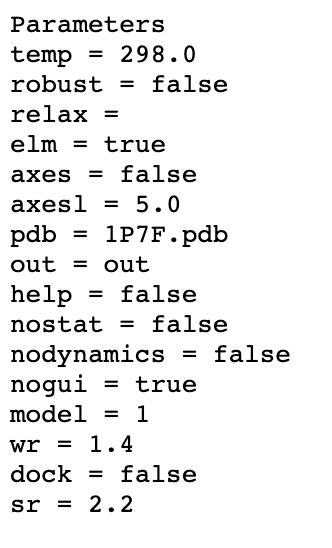 Parameters
temp = 298.0
robust = false
relax =
elm = true
axes = false
axesl = 5.0
pdb = 1P7F.pdb
out = out
help = false
nostat = false
nodynamics = false
nogui = true
model = 1
wr = 1.4
dock = false
sr = 2.2